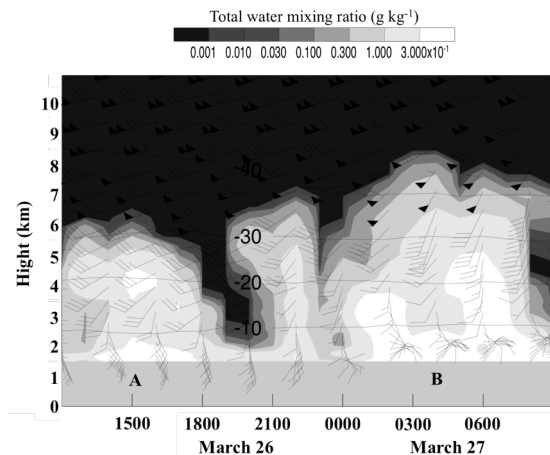 Total water mixing ratio (g kg⁻¹)
0.001 0.010 0.030 0.100 0.300 1.000 3.000x10⁻¹
Hight (km)
10
9
8
7
6
5
4
3
2
1
0
-40
-30
-20
-10
A B
1500 1800 2100 0000 0300 0600
March 26 March 27